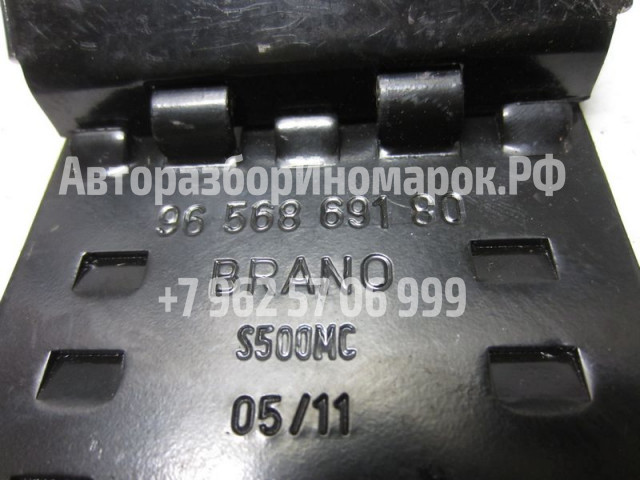 АвторазборИномарок.РФ
96 568 691 80
BRANO
+7 962 57 06 999
S500MC
05/11